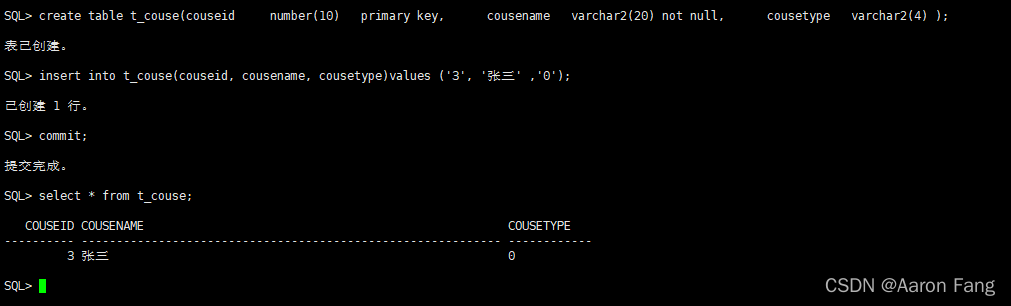 SQL> create table t_couse(couseid     number(10)   primary key,      cousename   varchar2(20) not null,      cousetype   varchar2(4) );
表已创建。
SQL> insert into t_couse(couseid, cousename, cousetype)values ('3', '张三' ,'0');
已创建 1 行。
SQL> commit;
提交完成。
SQL> select * from t_couse;
   COUSEID COUSENAME                                                    COUSETYPE
---------- ------------------------------------------------------------ ------------
         3 张三                                                         0
SQL>
CSDN @Aaron Fang